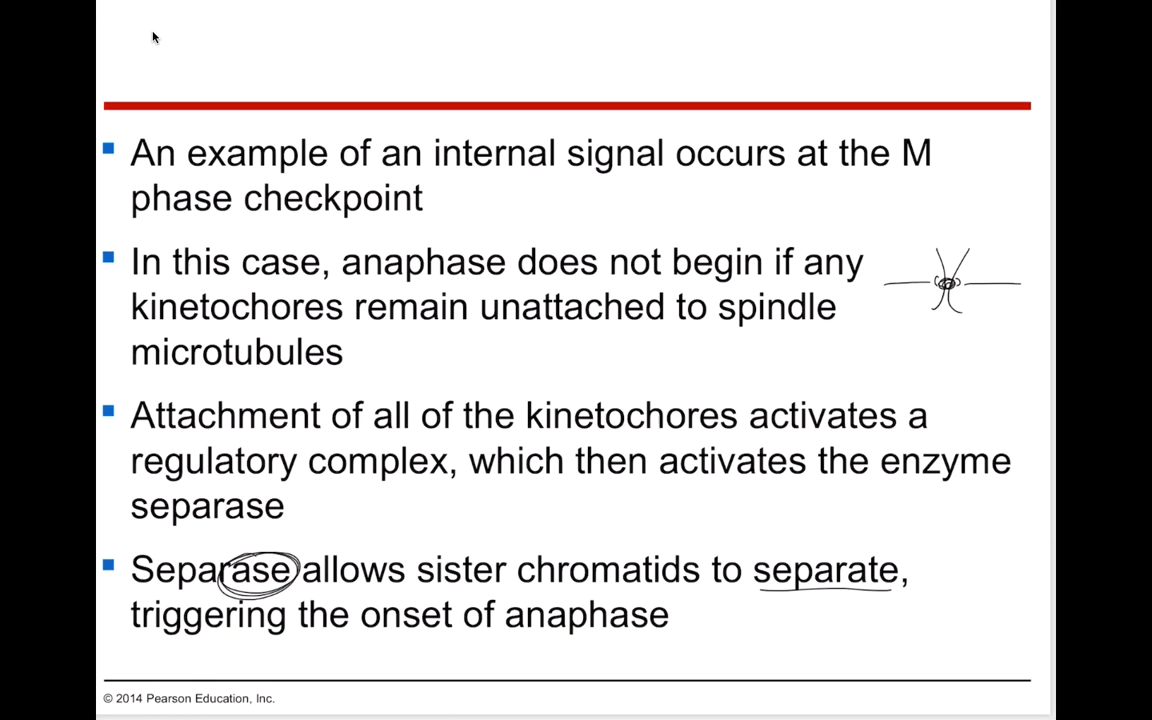 An example of an internal signal occurs at the M
phase checkpoint
In this case, anaphase does not begin if any
kinetochores remain unattached to spindle
microtubules
Attachment of all of the kinetochores activates a
regulatory complex, which then activates the enzyme
separase
Separase allows sister chromatids to separate,
triggering the onset of anaphase
© 2014 Pearson Education, Inc.